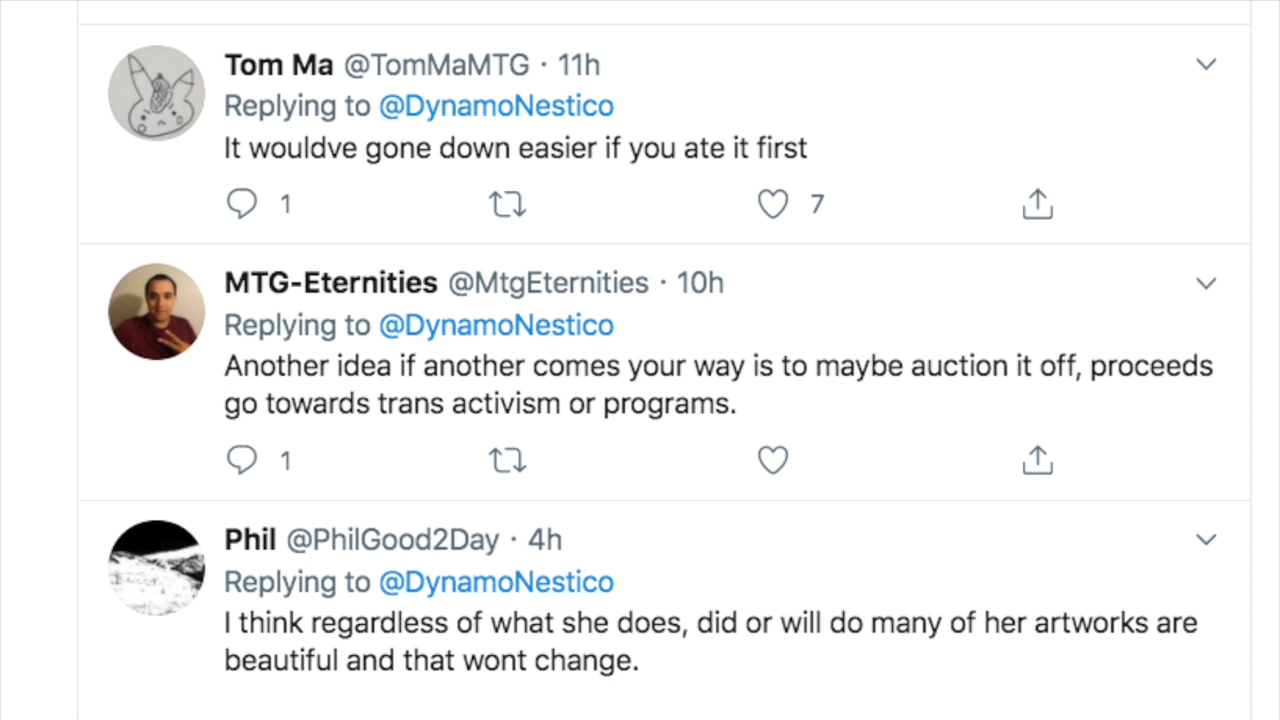 Tom Ma @TomMaMTG · 11h
Replying to @DynamoNestico
It wouldve gone down easier if you ate it first
1 7
MTG-Eternities @MtgEternities · 10h
Replying to @DynamoNestico
Another idea if another comes your way is to maybe auction it off, proceeds
go towards trans activism or programs.
1
Phil @PhilGood2Day · 4h
Replying to @DynamoNestico
I think regardless of what she does, did or will do many of her artworks are
beautiful and that wont change.